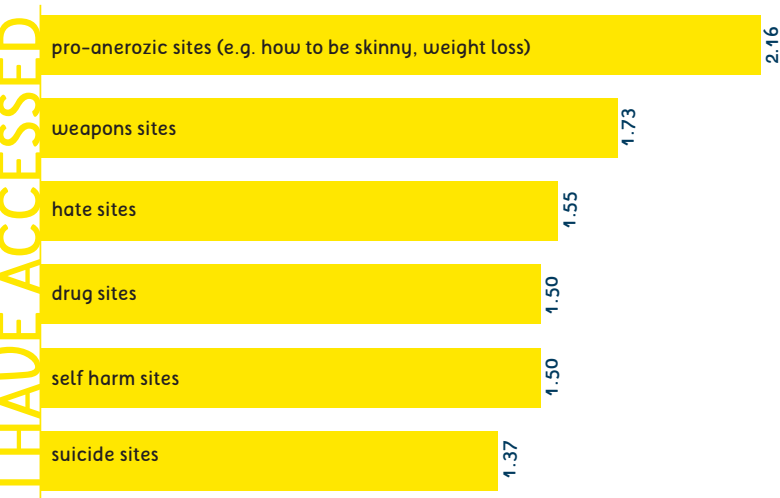 I HAVE ACCESSED
pro-anerozic sites (e.g. how to be skinny, weight loss)
2.16
weapons sites
1.73
hate sites
1.55
drug sites
1.50
self harm sites
1.50
suicide sites
1.37